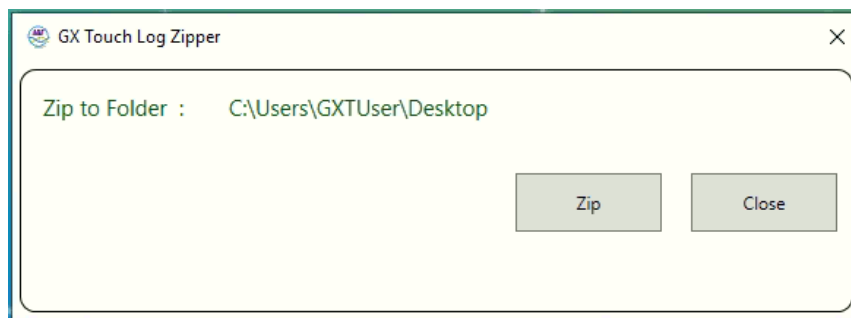 GX Touch Log Zipper
Zip to Folder : C:\Users\GXTUser\Desktop
Zip Close